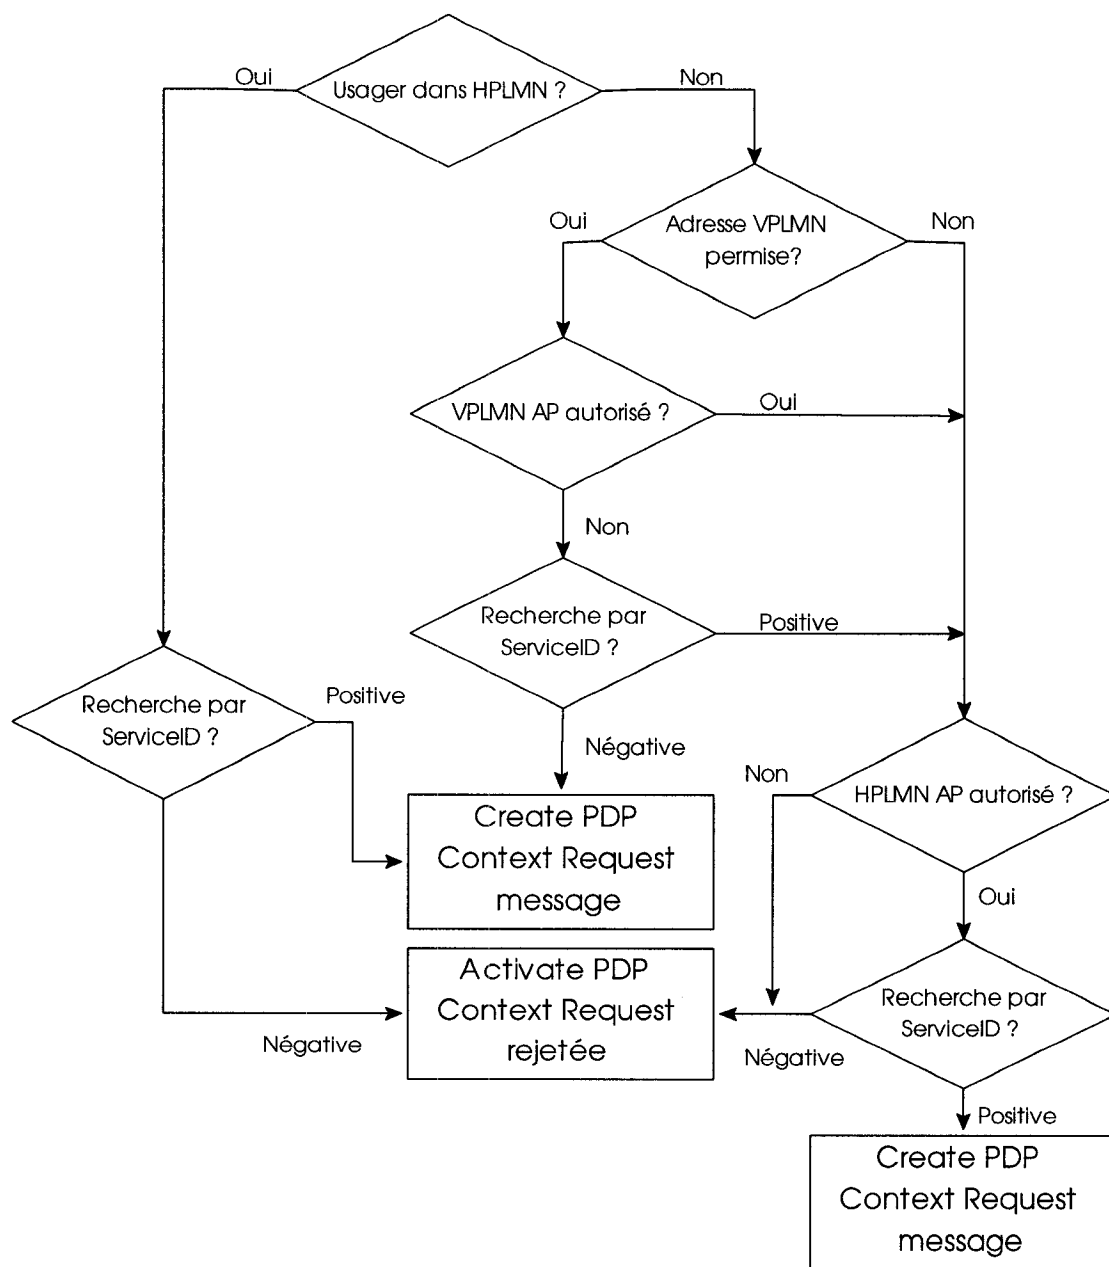 Oui
Usager dans HPLMN ?
Non
Oui
Adresse VPLMN
permise?
Non
VPLMN AP autorisé ?
Oui
Non
Recherche par
ServiceID ?
Positive
Recherche par
ServiceID ?
Positive
Négative
Non
HPLMN AP autorisé ?
Create PDP
Context Request
message
Oui
Activate PDP
Context Request
rejetée
Recherche par
ServiceID ?
Négative
Négative
Positive
Create PDP
Context Request
message